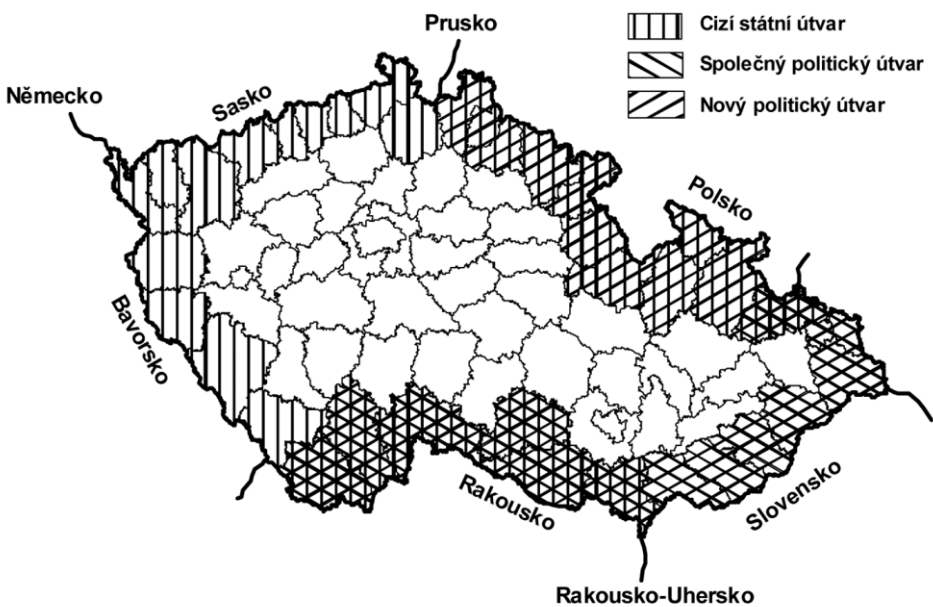 Cizí státní útvar
Prusko
Společný politický útvar
Německo
Sasko
Nový politický útvar
Polsko
Bavorsko
Rakousko
Slovensko
Rakousko-Uhersko